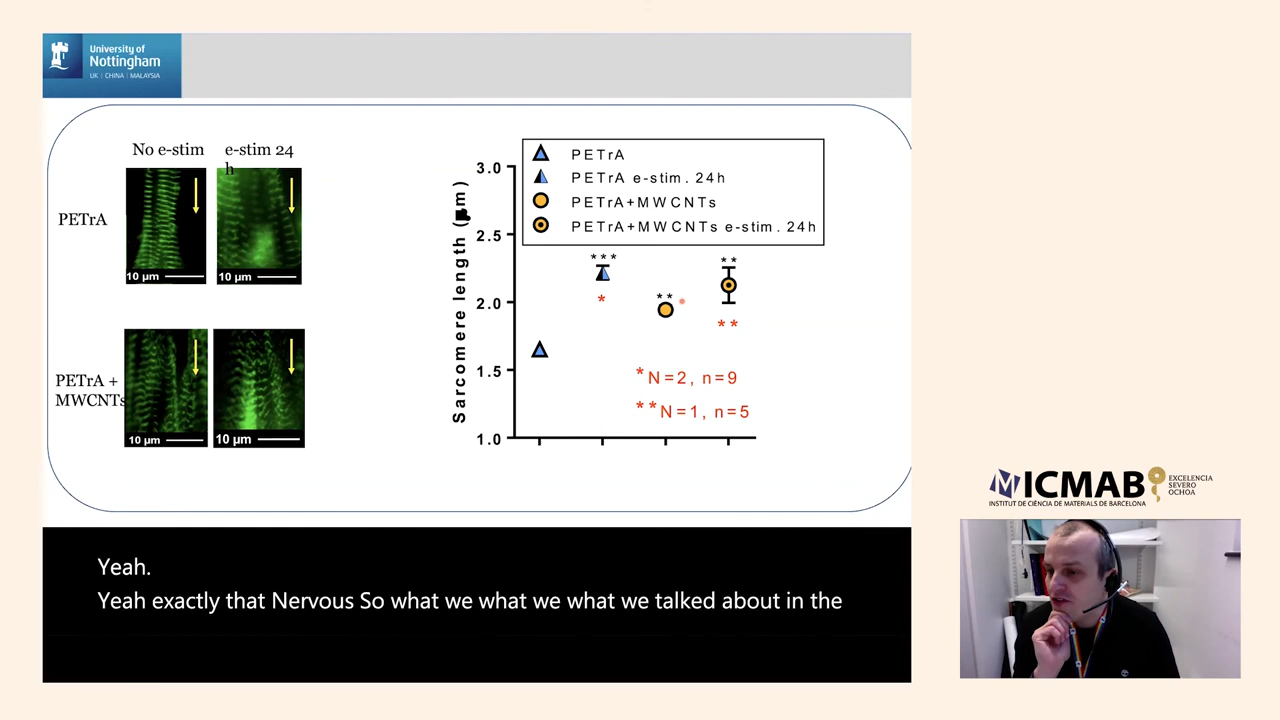 University of
Nottingham
UK | CHINA | MALAYSIA
No e-stim
e-stim 24
h
PETrA
10 µm
10 µm
PETrA +
MWCNTs
10 µm
10 µm
PETrA
PETrA e-stim. 24h
PETrA+MWCNTs
PETrA+MWCNTs e-stim. 24h
Sarcomere length (µm)
3.0
2.5
2.0
1.5
1.0
***
*
**
**
**
*N=2, n=9
**N=1, n=5
ICMAB
INSTITUT DE CIÈNCIA DE MATERIALS DE BARCELONA
EXCELENCIA
SEVERO
OCHOA
Yeah.
Yeah exactly that Nervous So what we what we what we talked about in the